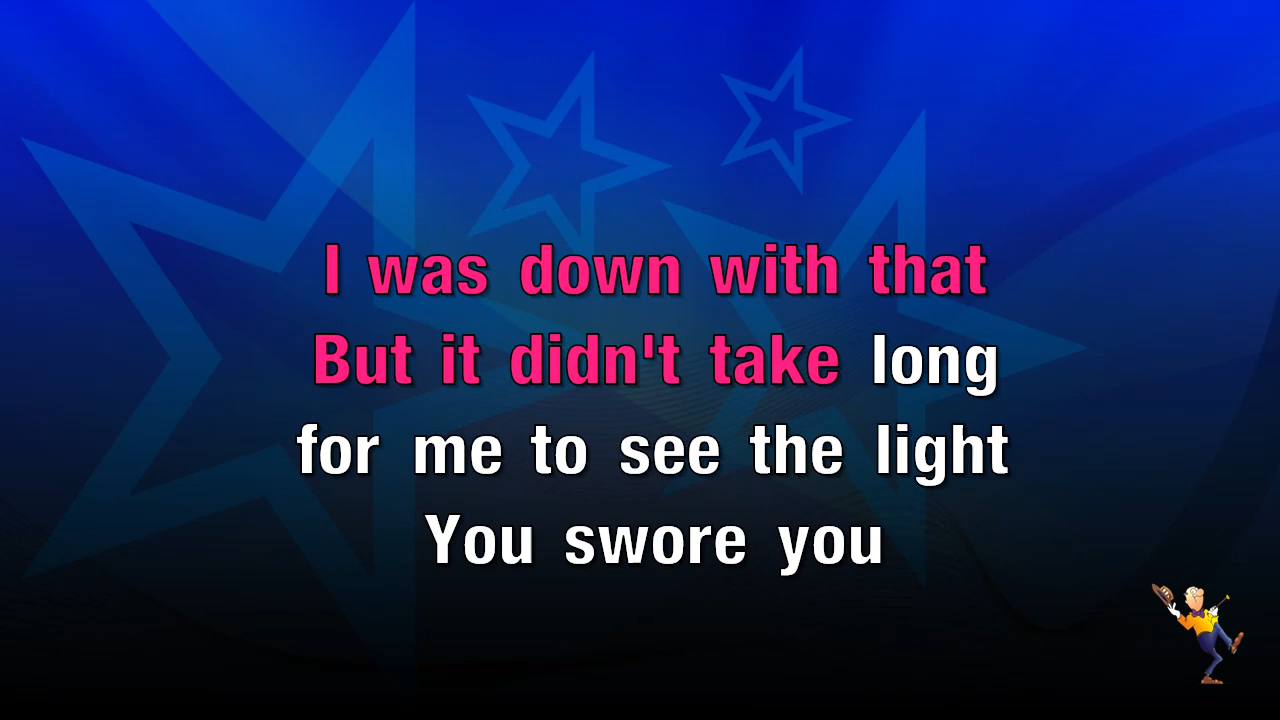 I was down with that
But it didn't take long
for me to see the light
You swore you